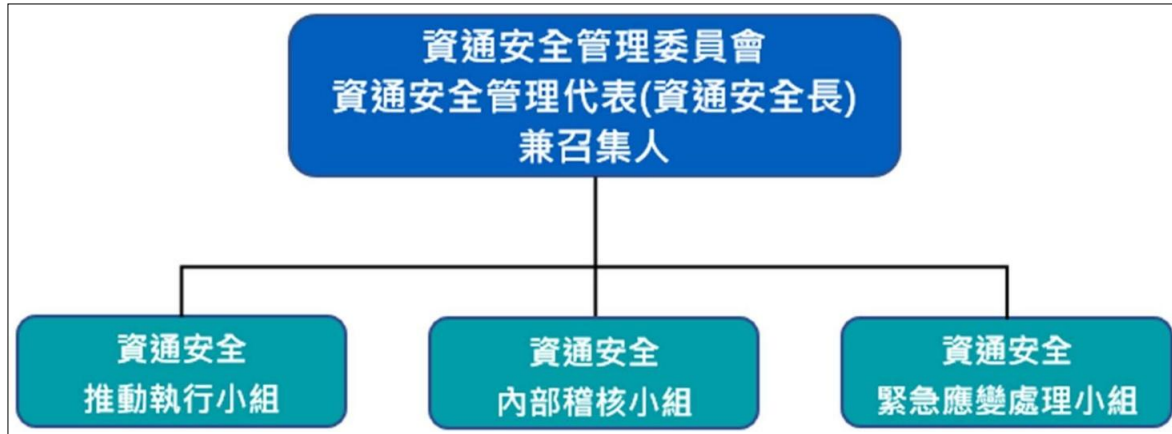 資通安全管理委員會
資通安全管理代表(資通安全長)
兼召集人
資通安全
推動執行小組
資通安全
內部稽核小組
資通安全
緊急應變處理小組